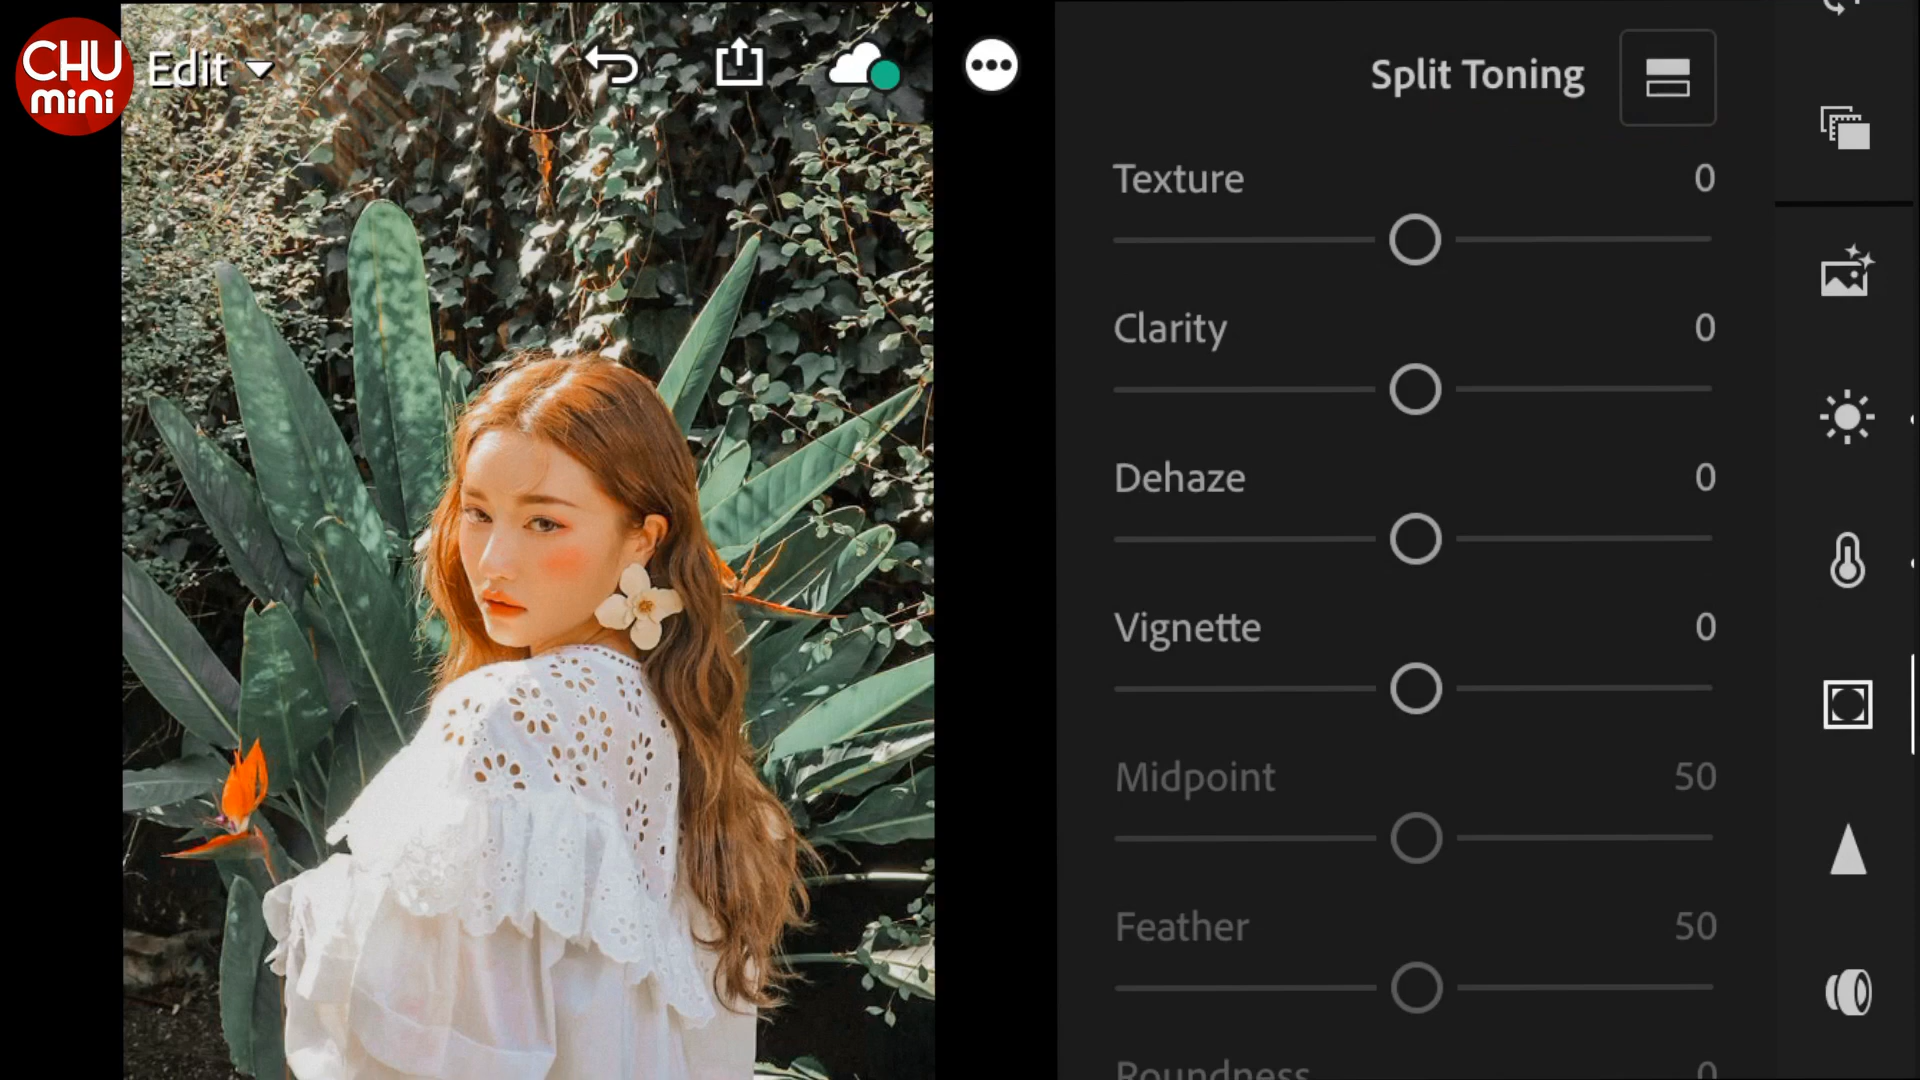 CHU
mini
Edit
Split Toning
Texture 0
Clarity 0
Dehaze 0
Vignette 0
Midpoint 50
Feather 50
Roundness 0